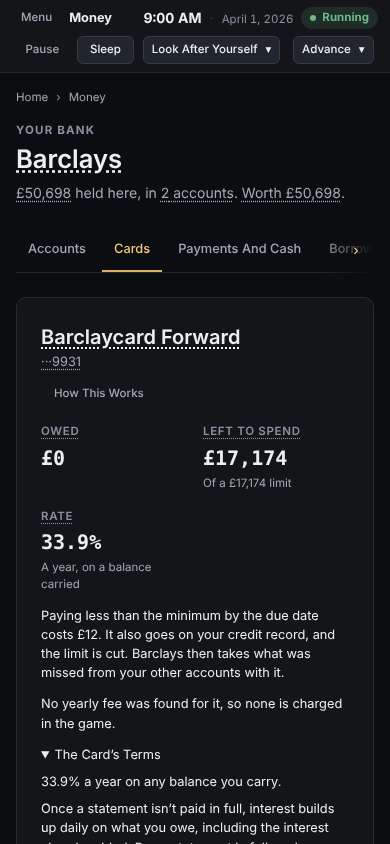 Menu Money 9:00 AM · April 1, 2026 Running
Pause Sleep Look After Yourself ▾ Advance ▾
Home › Money
YOUR BANK
Barclays
£50,698 held here, in 2 accounts. Worth £50,698.
Accounts Cards Payments And Cash Borrow ›
Barclaycard Forward
···9931
How This Works
OWED LEFT TO SPEND
£0 £17,174
Of a £17,174 limit
RATE
33.9%
A year, on a balance
carried
Paying less than the minimum by the due date
costs £12. It also goes on your credit record, and
the limit is cut. Barclays then takes what was
missed from your other accounts with it.
No yearly fee was found for it, so none is charged
in the game.
▼ The Card’s Terms
33.9% a year on any balance you carry.
Once a statement isn’t paid in full, interest builds
up daily on what you owe, including the interest